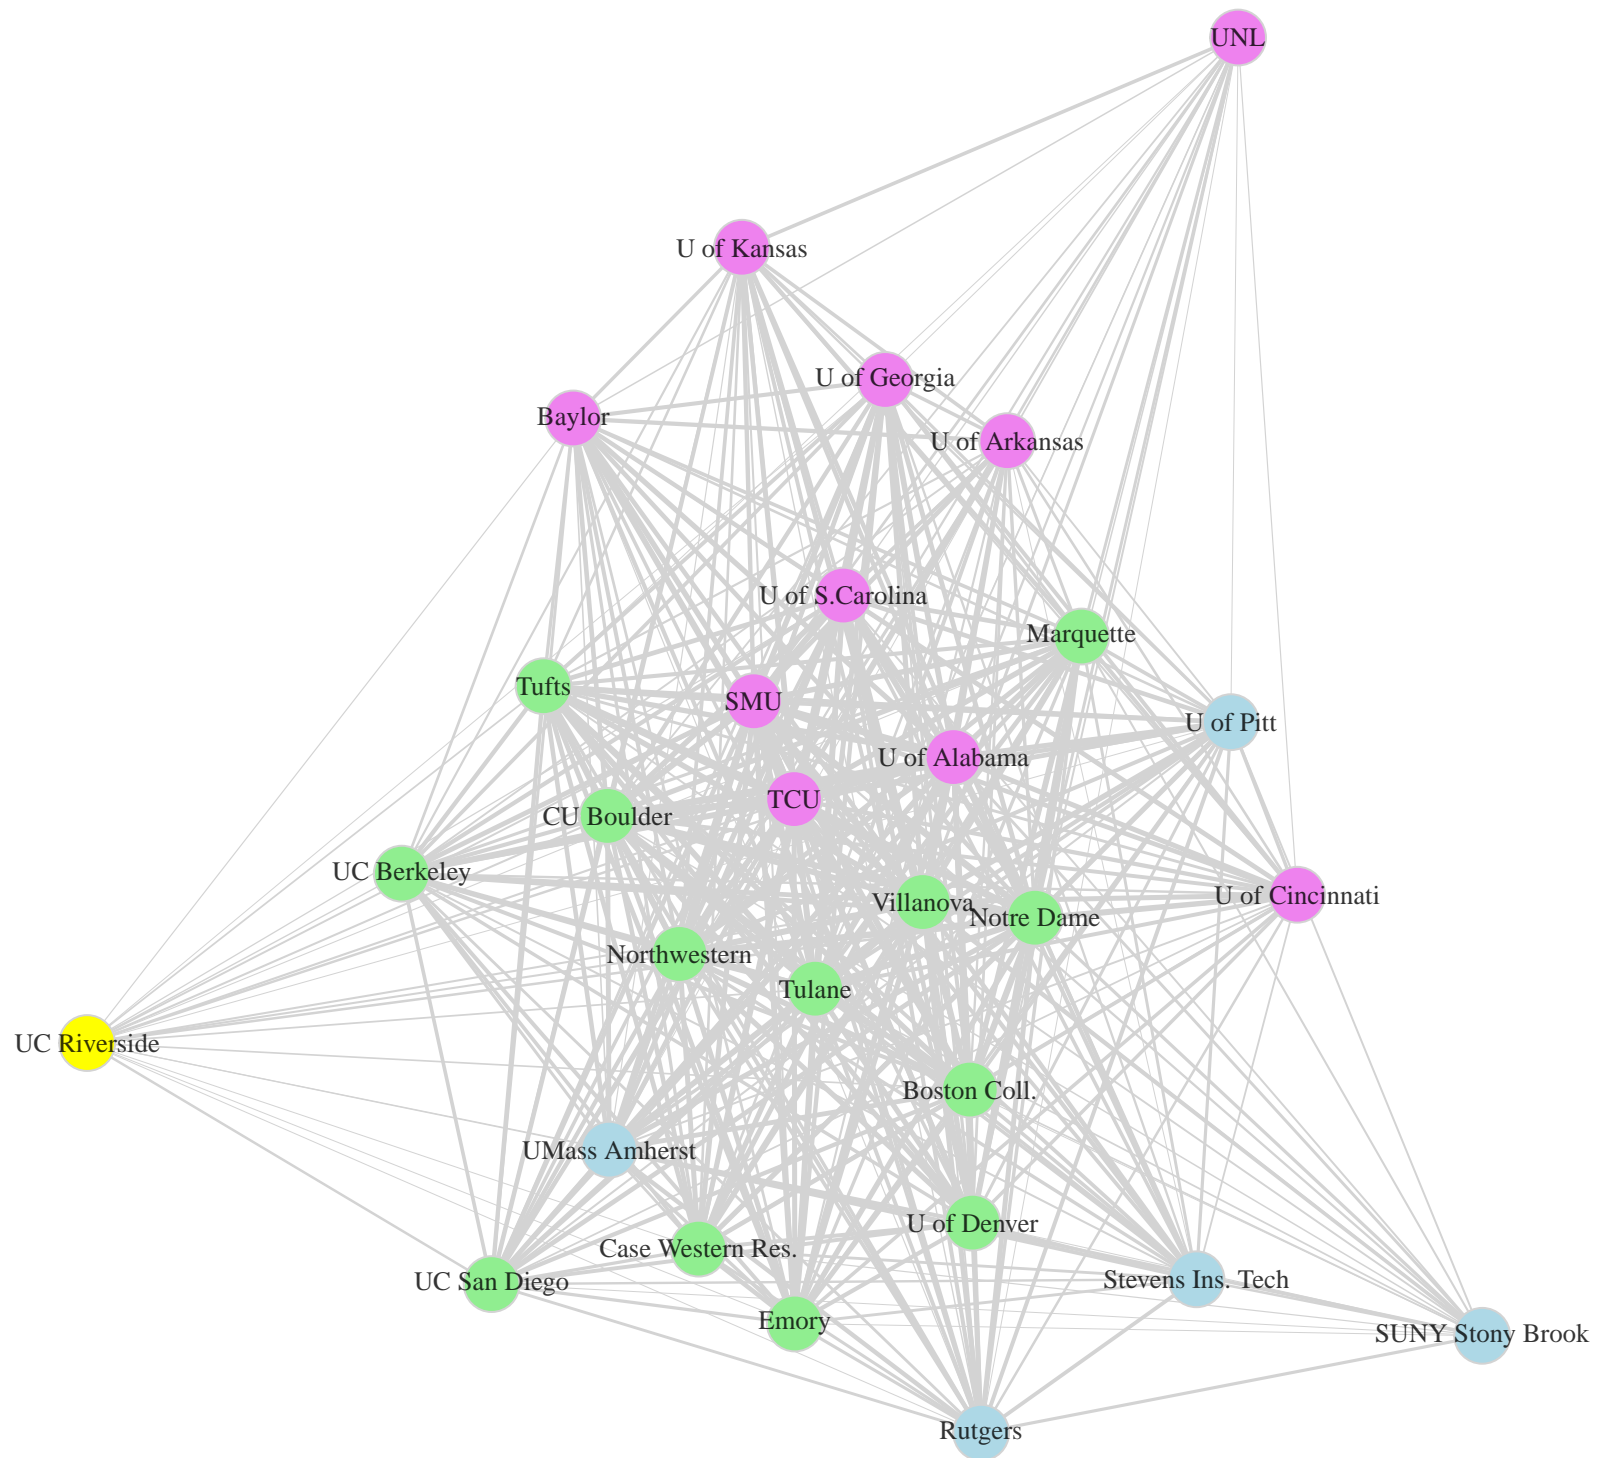 UNL
U of Kansas
U of Georgia
Baylor
U of Arkansas
U of S.Carolina
Marquette
Tufts
SMU
U of Pitt
U of Alabama
TCU
CU Boulder
UC Berkeley
U of Cincinnati
Villanova
Notre Dame
Northwestern
Tulane
UC Riverside
Boston Coll.
UMass Amherst
U of Denver
Case Western Res.
UC San Diego
Stevens Ins. Tech
Emory
SUNY Stony Brook
Rutgers